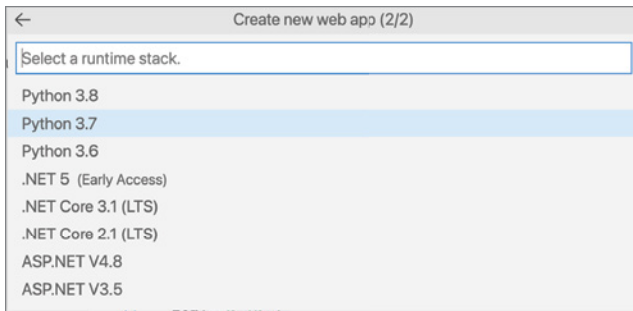 ← Create new web app (2/2)
Select a runtime stack.
Python 3.8
Python 3.7
Python 3.6
.NET 5 (Early Access)
.NET Core 3.1 (LTS)
.NET Core 2.1 (LTS)
ASP.NET V4.8
ASP.NET V3.5